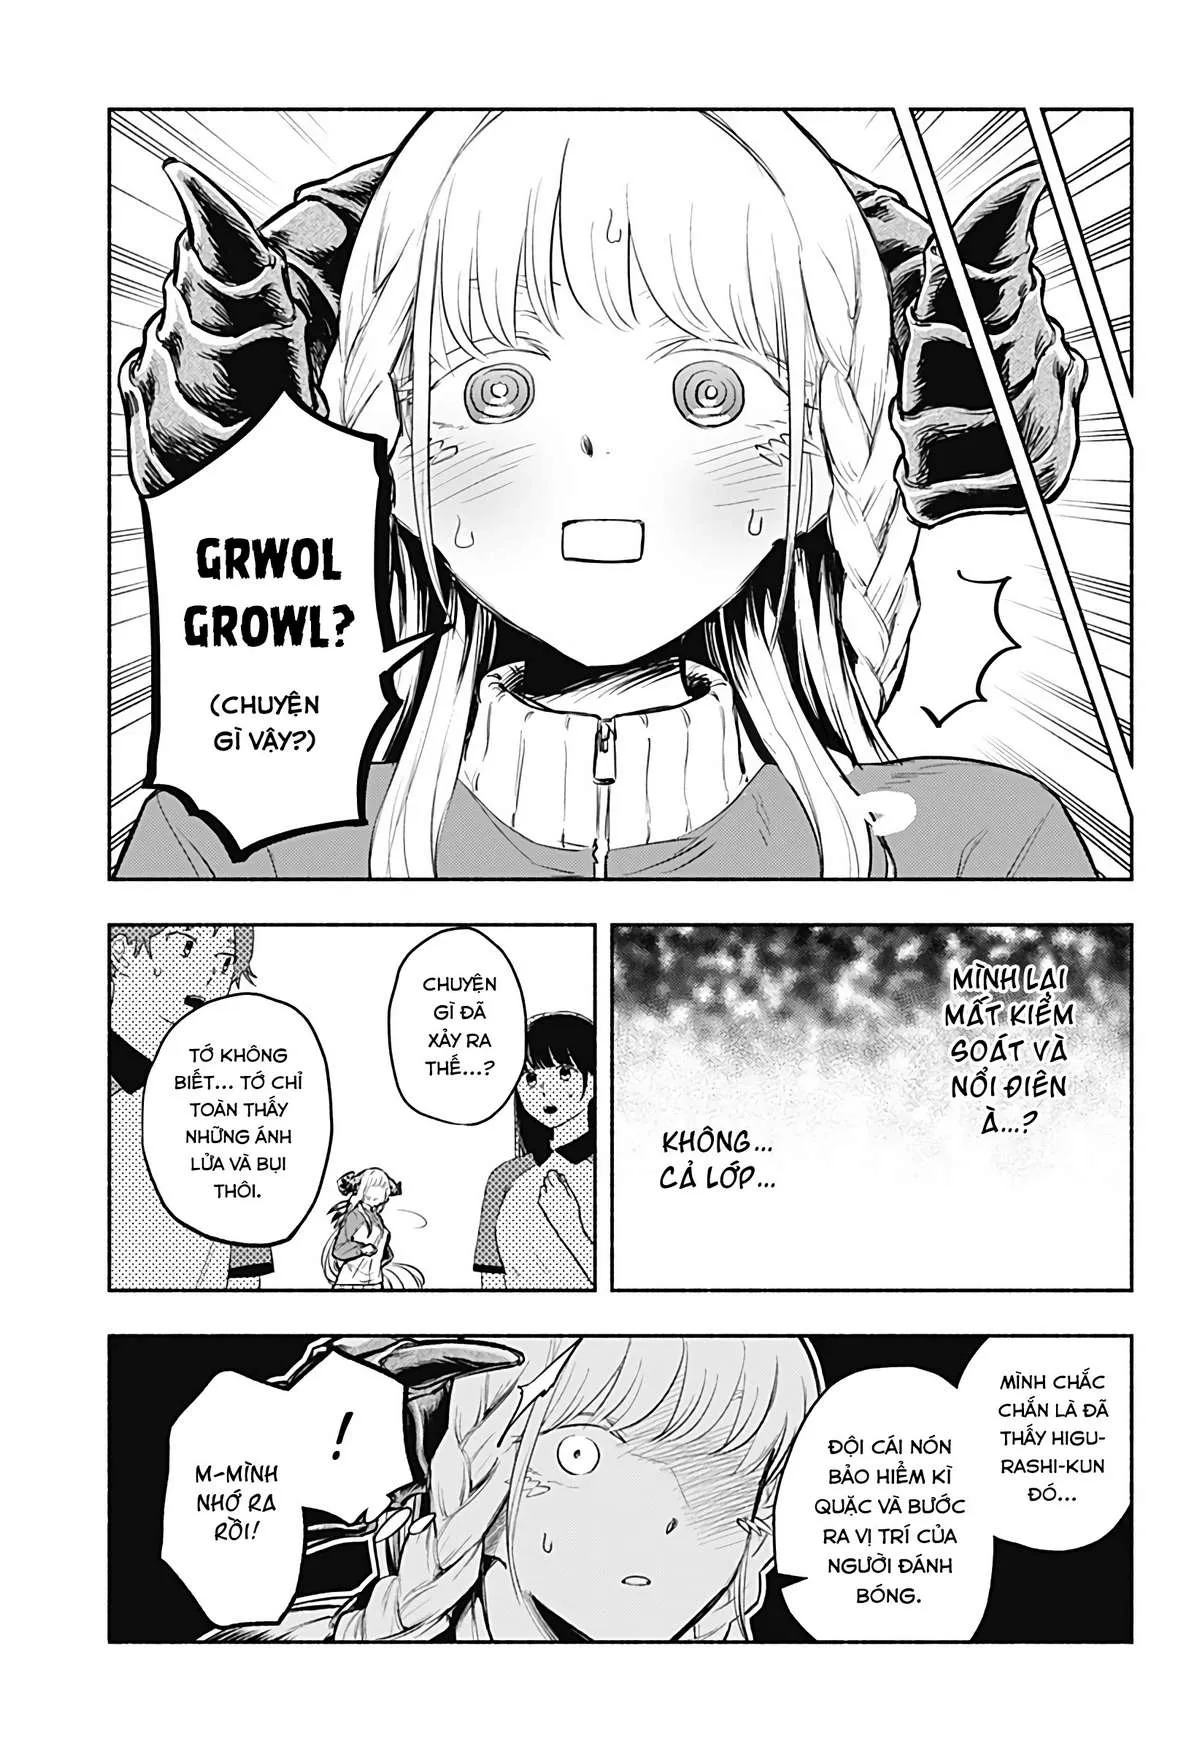 GRWOL
GROWL?
(CHUYỆN
GÌ VẬY?)
MÌNH LẠI
MẤT KIỂM
SOÁT VÀ
NỔI ĐIÊN
À...?
KHÔNG...
CẢ LỚP...
CHUYỆN
GÌ ĐÃ
XẢY RA
THẾ...?
TỚ KHÔNG
BIẾT... TỚ CHỈ
TOÀN THẤY
NHỮNG ÁNH
LỬA VÀ BỤI
THÔI.
MÌNH CHẮC
CHẮN LÀ ĐÃ
THẤY HIGU-
RASHI-KUN
ĐÓ...
ĐỘI CÁI NÓN
BẢO HIỂM KÌ
QUẶC VÀ BƯỚC
RA VỊ TRÍ CỦA
NGƯỜI ĐÁNH
BÓNG.
!
M-MÌNH
NHỚ RA
RỒI!